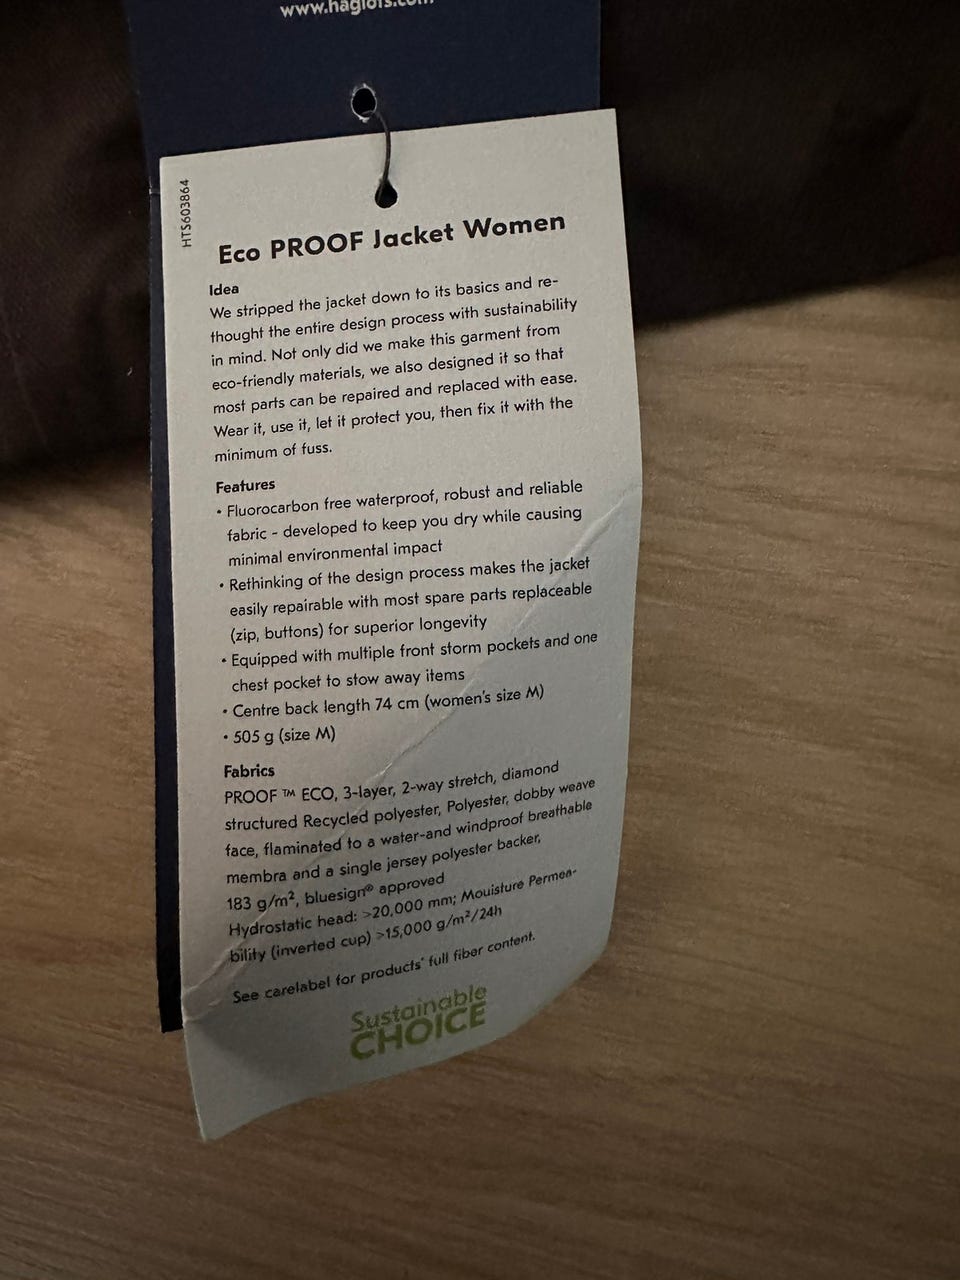 www.haglofs.com
HTS603864
Eco PROOF Jacket Women
Idea
We stripped the jacket down to its basics and re-
thought the entire design process with sustainability
in mind. Not only did we make this garment from
eco-friendly materials, we also designed it so that
most parts can be repaired and replaced with ease.
Wear it, use it, let it protect you, then fix it with the
minimum of fuss.
Features
• Fluorocarbon free waterproof, robust and reliable
fabric - developed to keep you dry while causing
minimal environmental impact
• Rethinking of the design process makes the jacket
easily repairable with most spare parts replaceable
(zip, buttons) for superior longevity
• Equipped with multiple front storm pockets and one
chest pocket to stow away items
• Centre back length 74 cm (women's size M)
• 505 g (size M)
Fabrics
PROOF ™ ECO, 3-layer, 2-way stretch, diamond
structured Recycled polyester, Polyester, dobby weave
face, flaminated to a water-and windproof breathable
membra and a single jersey polyester backer,
183 g/m², bluesign® approved
Hydrostatic head: >20,000 mm; Mouisture Permea-
bility (inverted cup) >15,000 g/m²/24h
See carelabel for products' full fiber content.
Sustainable
CHOICE